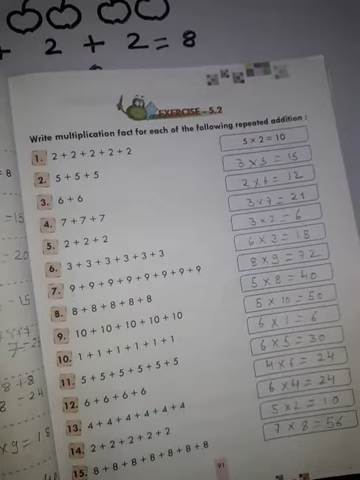 + 2 + 2 = 8
EXERCISE - 5.2
Write multiplication fact for each of the following repeated addition :
1. 2 + 2 + 2 + 2 + 2 5 × 2 = 10
2. 5 + 5 + 5 3 × 5 = 15
3. 6 + 6 2 × 6 = 12
4. 7 + 7 + 7 3 × 7 = 21
5. 2 + 2 + 2 3 × 2 = 6
6. 3 + 3 + 3 + 3 + 3 + 3 6 × 3 = 18
7. 9 + 9 + 9 + 9 + 9 + 9 + 9 + 9 8 × 9 = 72
8. 8 + 8 + 8 + 8 + 8 5 × 8 = 40
9. 10 + 10 + 10 + 10 + 10 5 × 10 = 50
10. 1 + 1 + 1 + 1 + 1 + 1 6 × 1 = 6
11. 5 + 5 + 5 + 5 + 5 + 5 6 × 5 = 30
12. 6 + 6 + 6 + 6 4 × 6 = 24
13. 4 + 4 + 4 + 4 + 4 + 4 6 × 4 = 24
14. 2 + 2 + 2 + 2 + 2 5 × 2 = 10
15. 8 + 8 + 8 + 8 + 8 + 8 + 8 7 × 8 = 56
91